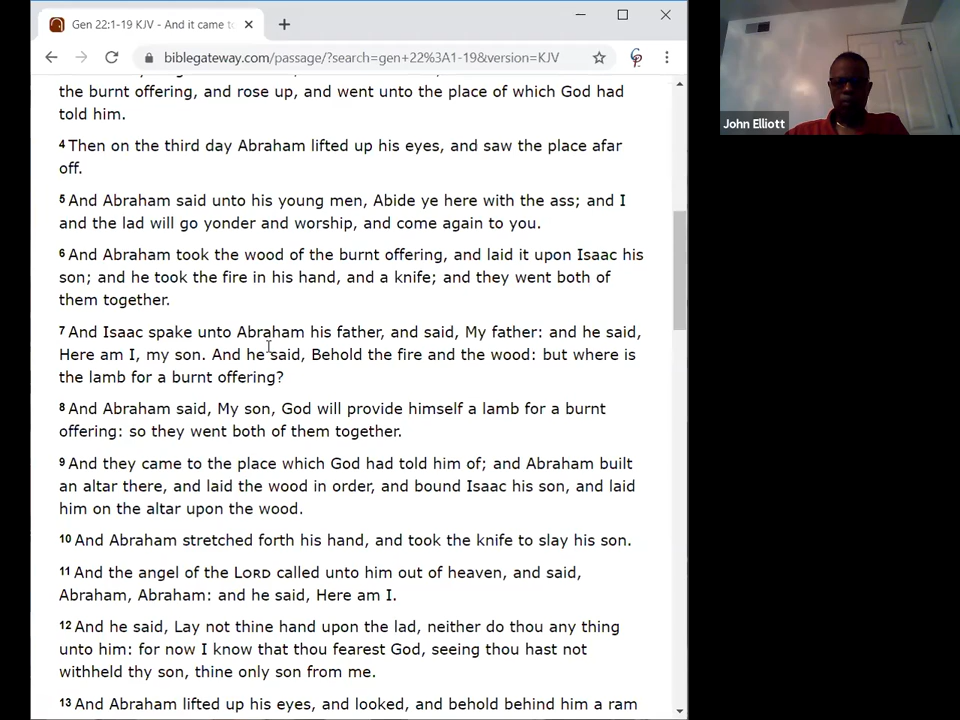 Gen 22:1-19 KJV - And it came to
biblegateway.com/passage/?search=gen+22%3A1-19&version=KJV
John Elliott
the burnt offering, and rose up, and went unto the place of which God had
told him.
4 Then on the third day Abraham lifted up his eyes, and saw the place afar
off.
5 And Abraham said unto his young men, Abide ye here with the ass; and I
and the lad will go yonder and worship, and come again to you.
6 And Abraham took the wood of the burnt offering, and laid it upon Isaac his
son; and he took the fire in his hand, and a knife; and they went both of
them together.
7 And Isaac spake unto Abraham his father, and said, My father: and he said,
Here am I, my son. And he said, Behold the fire and the wood: but where is
the lamb for a burnt offering?
8 And Abraham said, My son, God will provide himself a lamb for a burnt
offering: so they went both of them together.
9 And they came to the place which God had told him of; and Abraham built
an altar there, and laid the wood in order, and bound Isaac his son, and laid
him on the altar upon the wood.
10 And Abraham stretched forth his hand, and took the knife to slay his son.
11 And the angel of the LORD called unto him out of heaven, and said,
Abraham, Abraham: and he said, Here am I.
12 And he said, Lay not thine hand upon the lad, neither do thou any thing
unto him: for now I know that thou fearest God, seeing thou hast not
withheld thy son, thine only son from me.
13 And Abraham lifted up his eyes, and looked, and behold behind him a ram